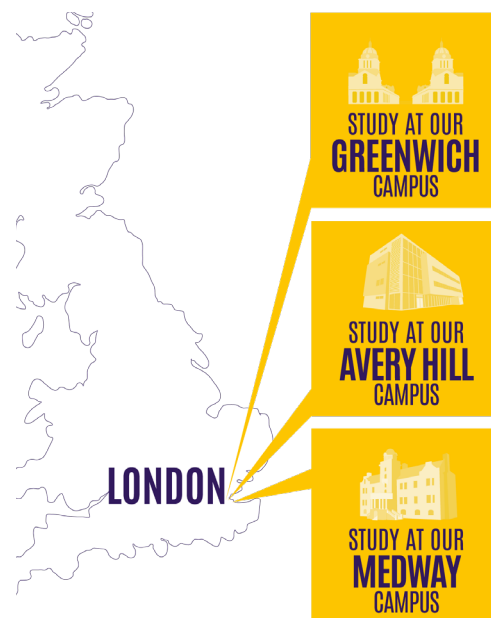 STUDY AT OUR
GREENWICH
CAMPUS
STUDY AT OUR
AVERY HILL
CAMPUS
LONDON
STUDY AT OUR
MEDWAY
CAMPUS